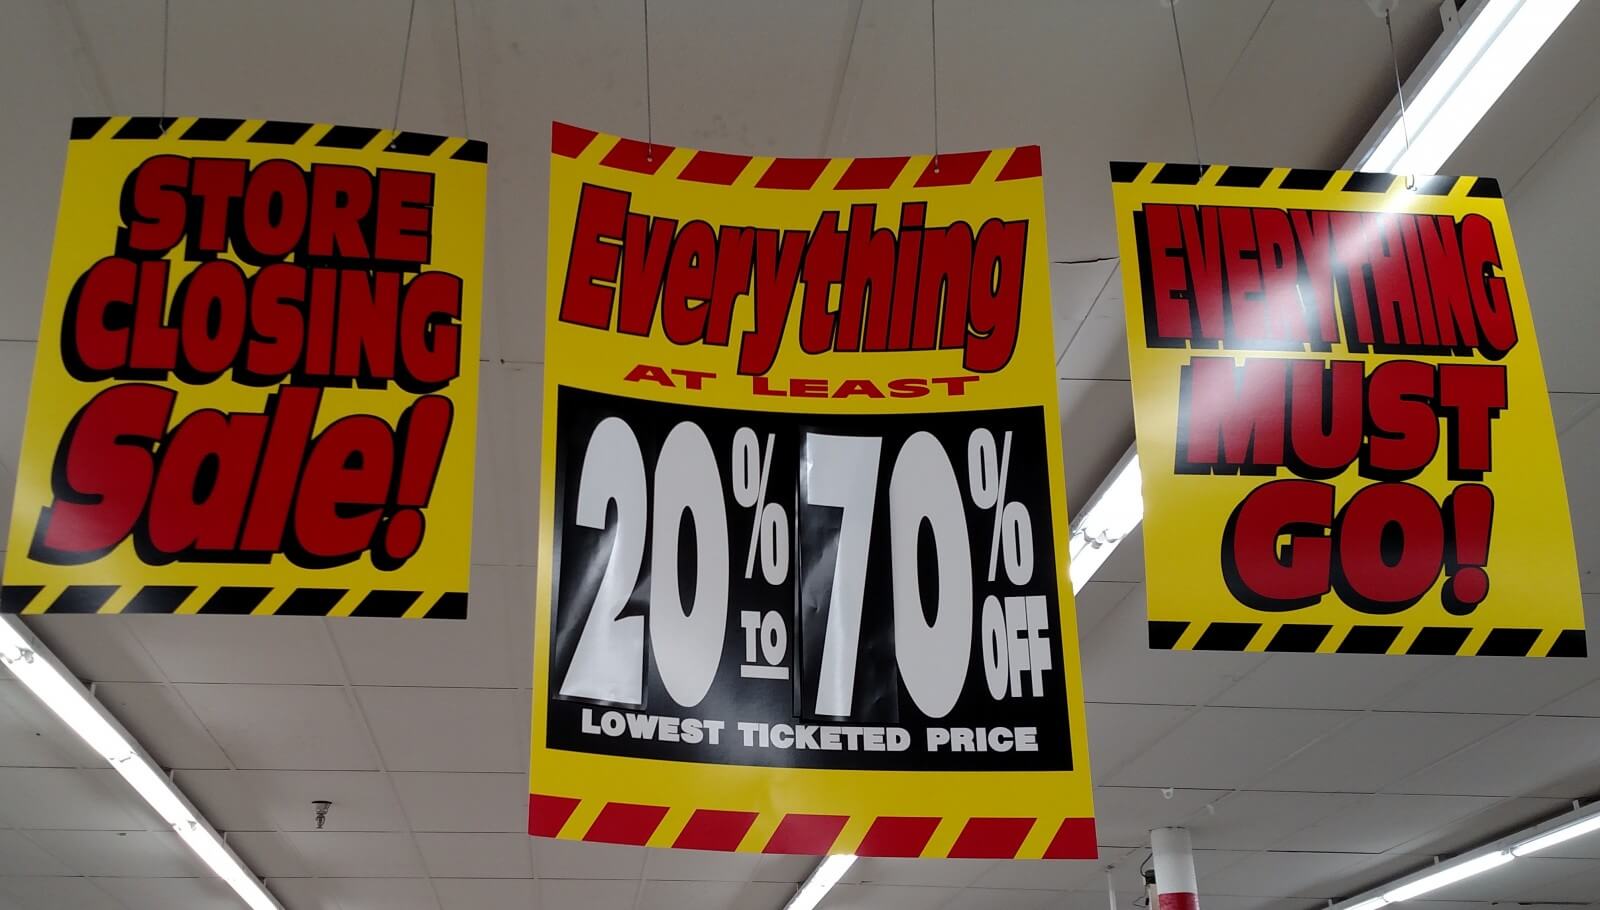 STORE
CLOSING
Sale!
Everything
AT LEAST
20% TO 70% OFF
LOWEST TICKETED PRICE
EVERYTHING
MUST
GO!